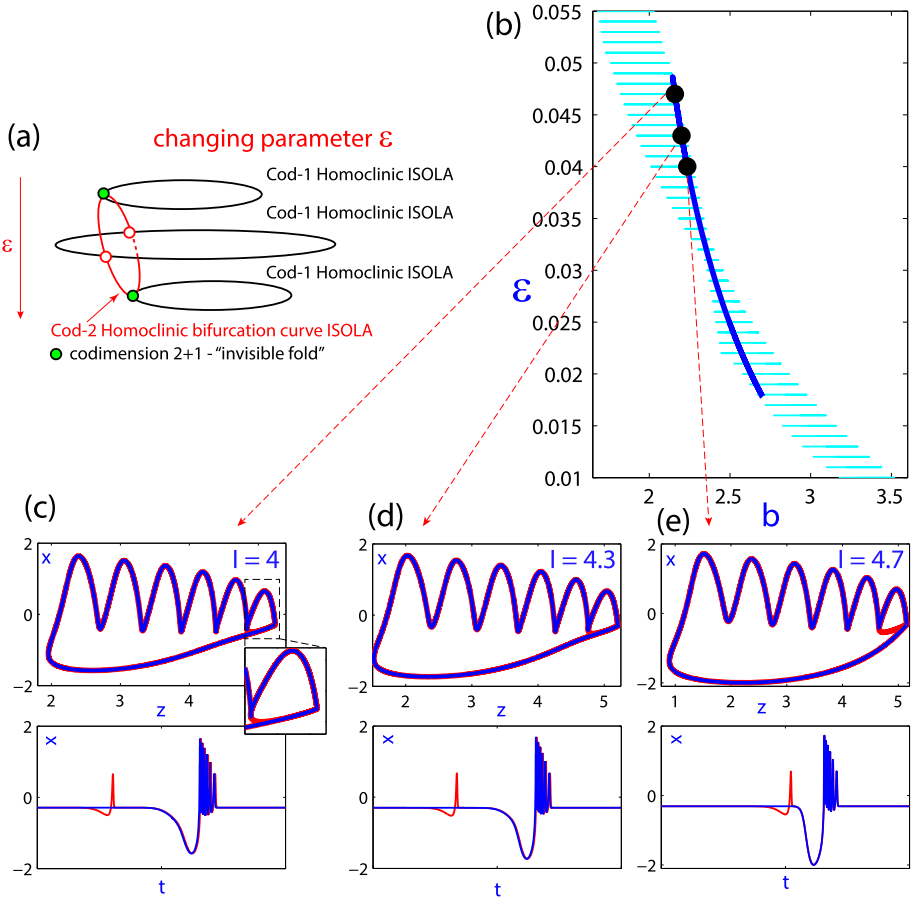 (a)
changing parameter ε
Cod-1 Homoclinic ISOLA
Cod-1 Homoclinic ISOLA
Cod-1 Homoclinic ISOLA
ε
Cod-2 Homoclinic bifurcation curve ISOLA
codimension 2+1 - “invisible fold”
(b)
0.055
0.05
0.045
0.04
0.035
0.03
0.025
0.02
0.015
0.01
ε
2 2.5 3 3.5
b
(c)
x
I = 4
2
0
−2
2 3 4
z
x
2
0
−2
t
(d)
x
I = 4.3
2
0
−2
2 3 4 5
z
x
2
0
−2
t
(e)
x
I = 4.7
2
0
−2
1 2 3 4 5
z
x
2
0
−2
t